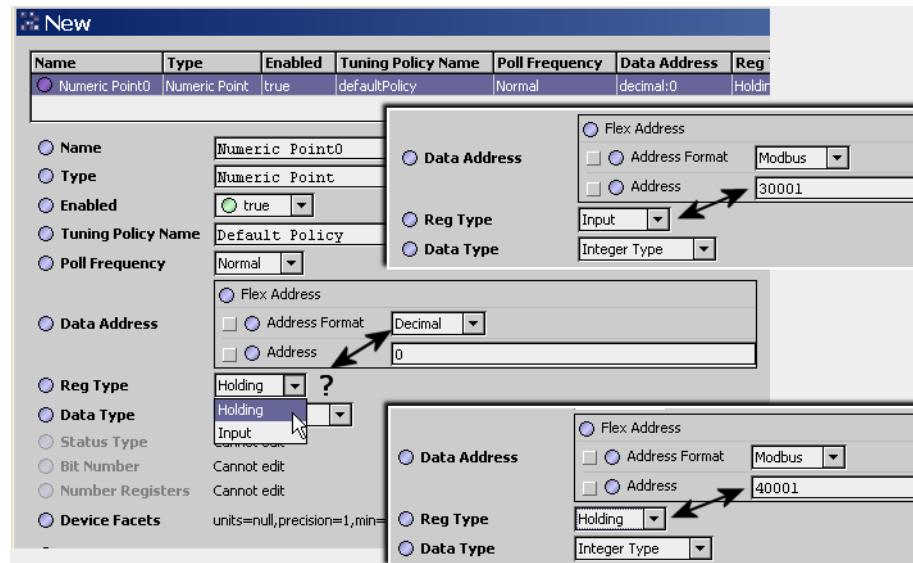 New
Name Type Enabled Tuning Policy Name Poll Frequency Data Address Reg
Numeric Point0 Numeric Point true defaultPolicy Normal decimal:0 Holdin
Name Numeric Point0
Type Numeric Point
Enabled true
Tuning Policy Name Default Policy
Poll Frequency Normal
Flex Address
Data Address
Address Format Decimal
Address 0
Reg Type Holding ?
Holding
Input
Data Type
Status Type
Bit Number Cannot edit
Number Registers Cannot edit
Device Facets units=null,precision=1,min=
Flex Address
Data Address
Address Format Modbus
Address 30001
Reg Type Input
Data Type Integer Type
Flex Address
Data Address
Address Format Modbus
Address 40001
Reg Type Holding
Data Type Integer Type